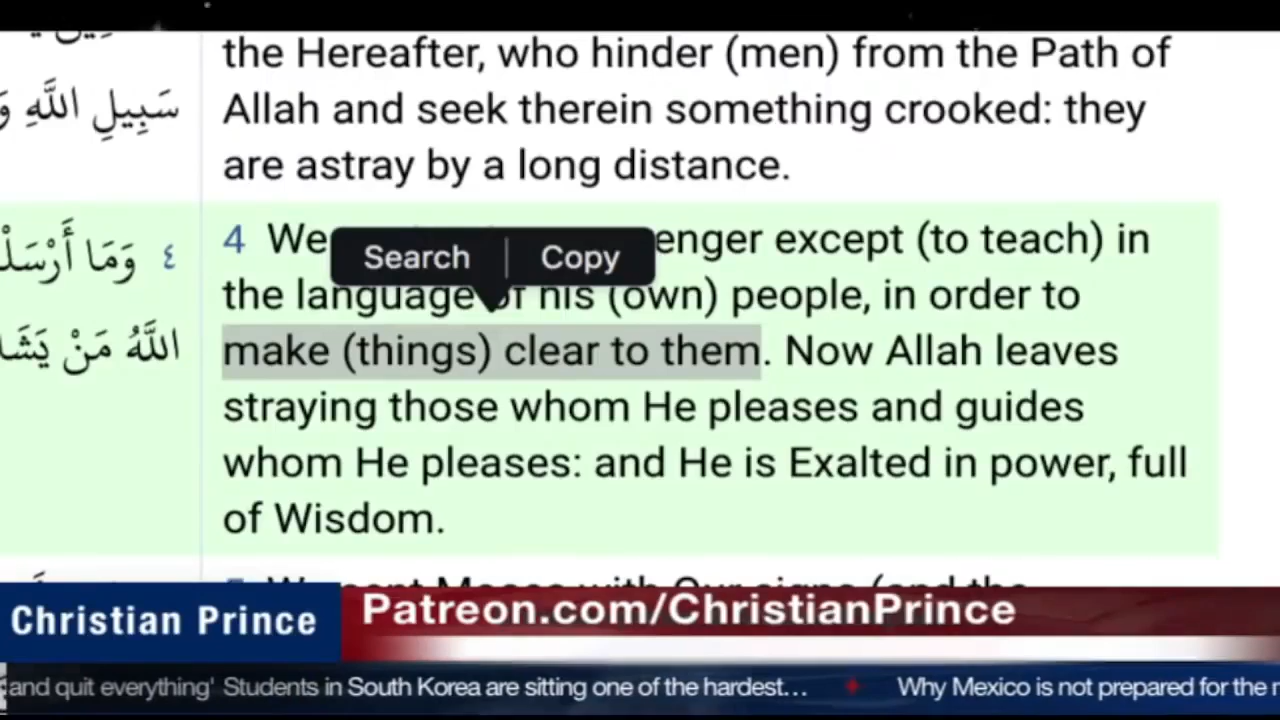 the Hereafter, who hinder (men) from the Path of
سَبِيلِ اللَّهِ
Allah and seek therein something crooked: they
are astray by a long distance.
٤ وَمَا
4 We
enger except (to teach) in
Search | Copy
the language of his (own) people, in order to
اللَّهُ مَنْ
make (things) clear to them. Now Allah leaves
straying those whom He pleases and guides
whom He pleases: and He is Exalted in power, full
of Wisdom.
Christian Prince
Patreon.com/ChristianPrince
and quit everything' Students in South Korea are sitting one of the hardest... Why Mexico is not prepared for the